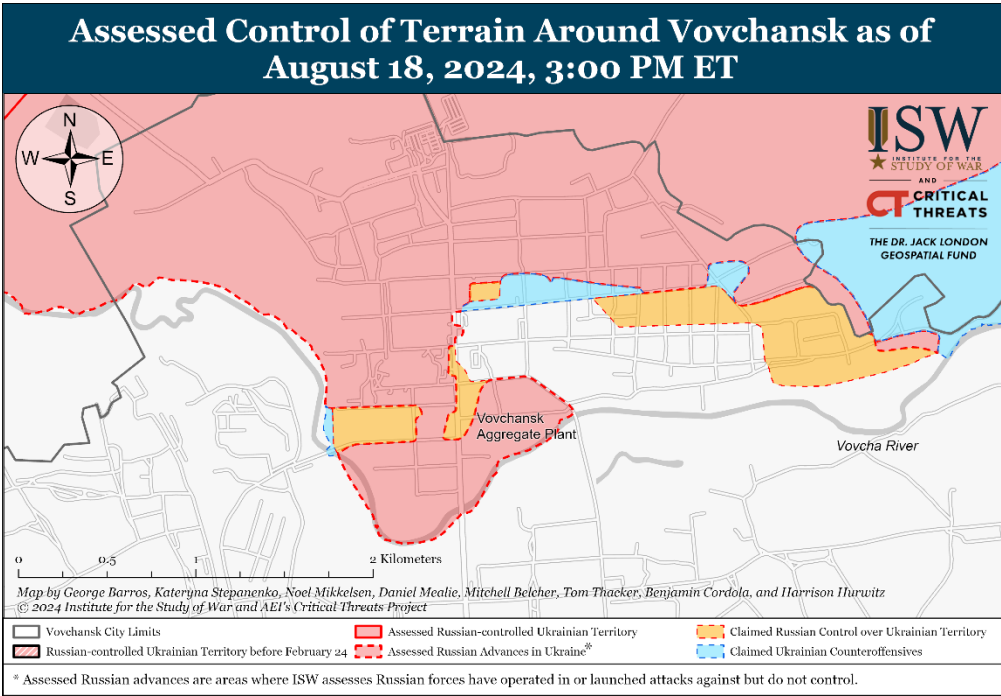 Assessed Control of Terrain Around Vovchansk as of
August 18, 2024, 3:00 PM ET
N
W
E
S
ISW
INSTITUTE FOR THE
STUDY OF WAR
AND
CT CRITICAL
THREATS
THE DR. JACK LONDON
GEOSPATIAL FUND
Vovchansk
Aggregate Plant
Vovcha River
0 0.5 1 2 Kilometers
Map by George Barros, Kateryna Stepanenko, Noel Mikkelsen, Daniel Mealie, Mitchell Belcher, Tom Thacker, Benjamin Cordola, and Harrison Hurwitz
© 2024 Institute for the Study of War and AEI's Critical Threats Project
Vovchansk City Limits
Assessed Russian-controlled Ukrainian Territory
Claimed Russian Control over Ukrainian Territory
Russian-controlled Ukrainian Territory before February 24
Assessed Russian Advances in Ukraine*
Claimed Ukrainian Counteroffensives
* Assessed Russian advances are areas where ISW assesses Russian forces have operated in or launched attacks against but do not control.